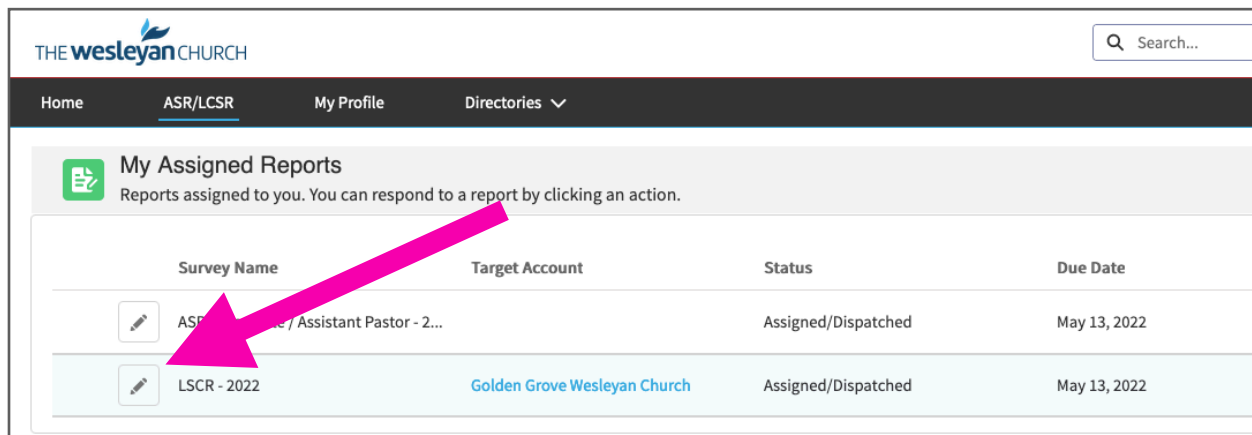 THE wesleyan CHURCH
Search...
Home ASR/LCSR My Profile Directories
My Assigned Reports
Reports assigned to you. You can respond to a report by clicking an action.
Survey Name Target Account Status Due Date
/ Assistant Pastor - 2... Assigned/Dispatched May 13, 2022
LSCR - 2022 Golden Grove Wesleyan Church Assigned/Dispatched May 13, 2022